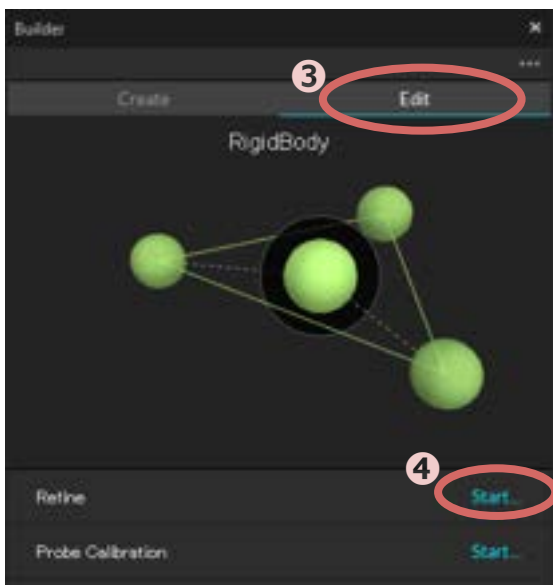 Builder ×
...
③
Create Edit
RigidBody
④
Refine Start...
Probe Calibration Start...